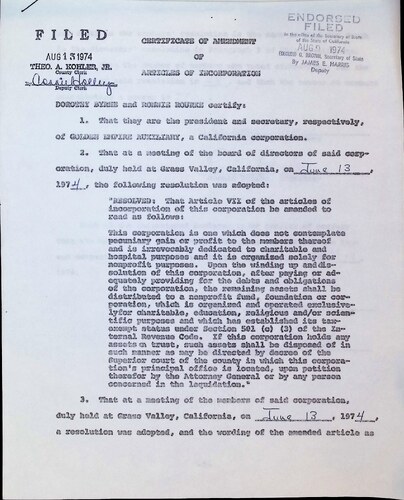 FILED
AUG 13 1974
THEO. A. KOHLER, JR.
County Clerk
Deputy Clerk
ENDORSED
FILED
In the office of the Secretary of State
of the State of California
AUG 1974
EDMUND G. BROWN, Secretary of State
By JAMES E. HARRIS
Deputy
CERTIFICATE OF AMENDMENT
OF
ARTICLES OF INCORPORATION
DOROTHY BYRNE and BONNIE ROURKE certify:
1. That they are the president and secretary, respectively,
of GOLDEN EMPIRE AUXILIARY, a California corporation.
2. That at a meeting of the board of directors of said corp-
oration, duly held at Grass Valley, California, on June 13,
1974, the following resolution was adopted:
"RESOLVED: That Article VII of the articles of
incorporation of this corporation be amended to
read as follows:
This corporation is one which does not contemplate
pecuniary gain or profit to the members thereof
and is irrevocably dedicated to charitable and
hospital purposes and it is organized solely for
nonprofit purposes. Upon the winding up and dis-
solution of this corporation, after paying or ad-
equately providing for the debts and obligations
of the corporation, the remaining assets shall be
distributed to a nonprofit fund, foundation or cor-
poration, which is organized and operated exclusive-
ly for charitable, education, religious and/or scien-
tific purposes and which has established its tax-
exempt status under Section 501 (c) (3) of the In-
ternal Revenue Code. If this corporation holds any
assets on trust, such assets shall be disposed of in
such manner as may be directed by decree of the
Superior court of the county in which this corpora-
tion's principal office is located, upon petition
therefor by the Attorney General or by any person
concerned in the liquidation."
3. That at a meeting of the members of said corporation,
duly held at Grass Valley, California, on June 13, 1974,
a resolution was adopted, and the wording of the amended article as